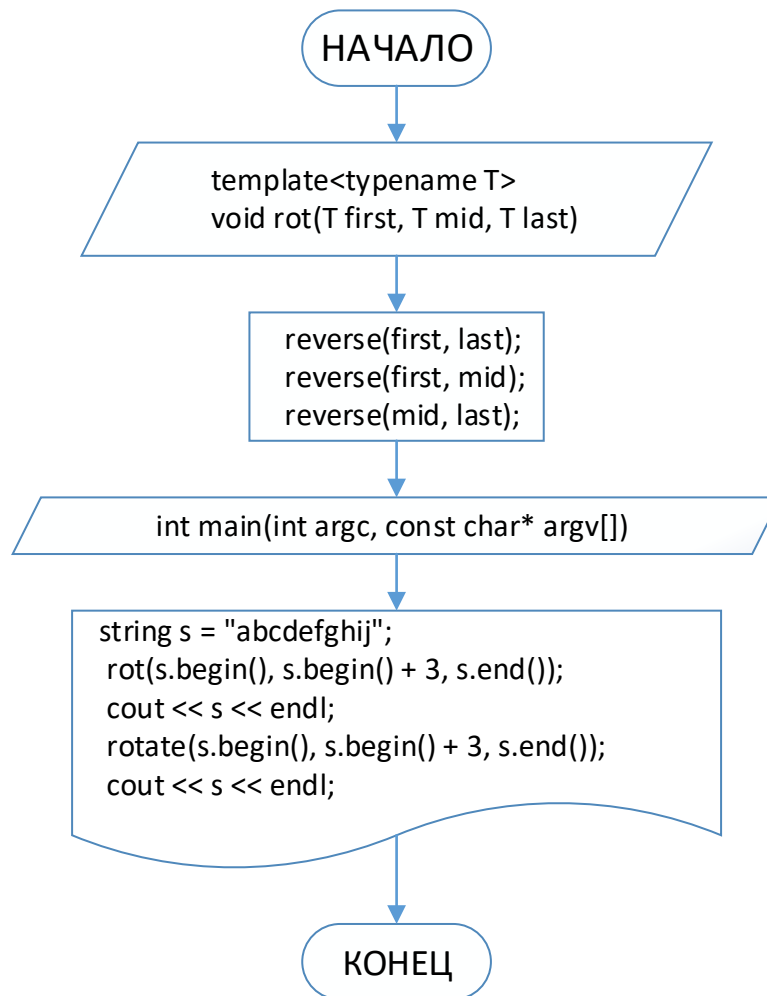 НАЧАЛО
template<typename T>
void rot(T first, T mid, T last)
reverse(first, last);
reverse(first, mid);
reverse(mid, last);
int main(int argc, const char* argv[])
string s = "abcdefghij";
rot(s.begin(), s.begin() + 3, s.end());
cout << s << endl;
rotate(s.begin(), s.begin() + 3, s.end());
cout << s << endl;
КОНЕЦ